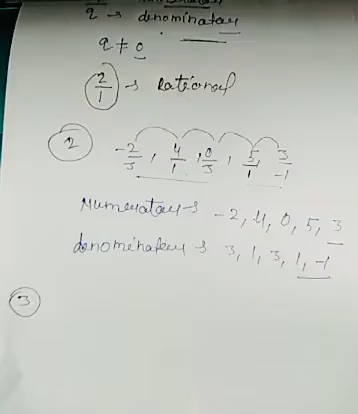 q → denominator
q ≠ 0
2/1 → Rational
2 -2/3, 4/1, 0/3, 5/1, 3/-1
Numerator → -2, 4, 0, 5, 3
denominator → 3, 1, 3, 1, -1
3